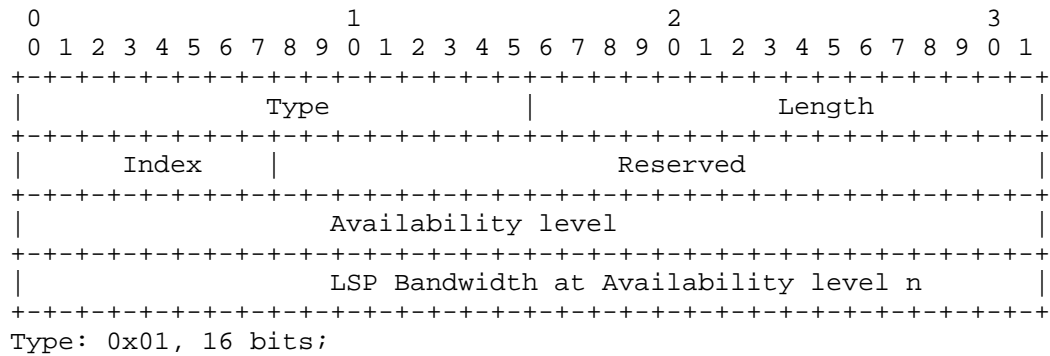 0                   1                   2                   3
 0 1 2 3 4 5 6 7 8 9 0 1 2 3 4 5 6 7 8 9 0 1 2 3 4 5 6 7 8 9 0 1
+-+-+-+-+-+-+-+-+-+-+-+-+-+-+-+-+-+-+-+-+-+-+-+-+-+-+-+-+-+-+-+-+
|               Type            |               Length          |
+-+-+-+-+-+-+-+-+-+-+-+-+-+-+-+-+-+-+-+-+-+-+-+-+-+-+-+-+-+-+-+-+
|      Index    |                     Reserved                  |
+-+-+-+-+-+-+-+-+-+-+-+-+-+-+-+-+-+-+-+-+-+-+-+-+-+-+-+-+-+-+-+-+
|                   Availability level                          |
+-+-+-+-+-+-+-+-+-+-+-+-+-+-+-+-+-+-+-+-+-+-+-+-+-+-+-+-+-+-+-+-+
|                   LSP Bandwidth at Availability level n       |
+-+-+-+-+-+-+-+-+-+-+-+-+-+-+-+-+-+-+-+-+-+-+-+-+-+-+-+-+-+-+-+-+
Type: 0x01, 16 bits;